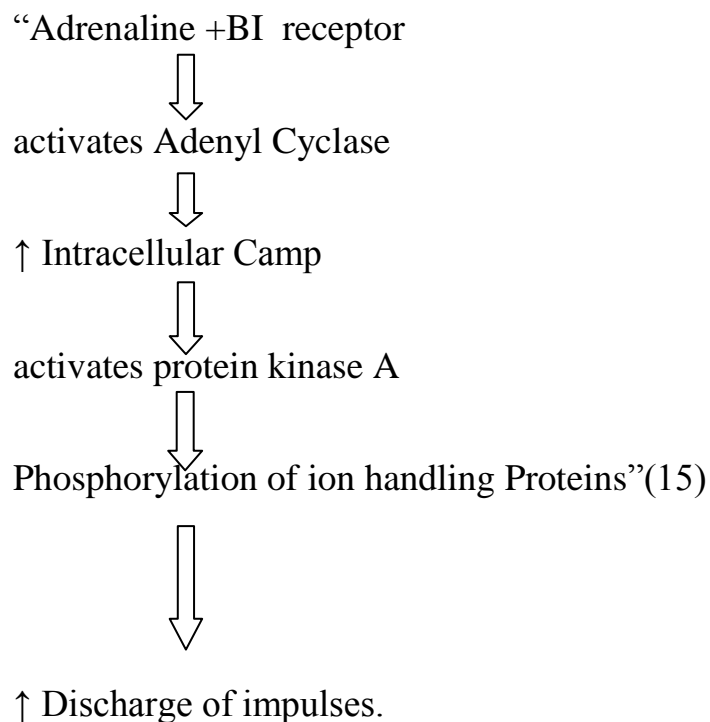 “Adrenaline +BI receptor
activates Adenyl Cyclase
↑ Intracellular Camp
activates protein kinase A
Phosphorylation of ion handling Proteins”(15)
↑ Discharge of impulses.